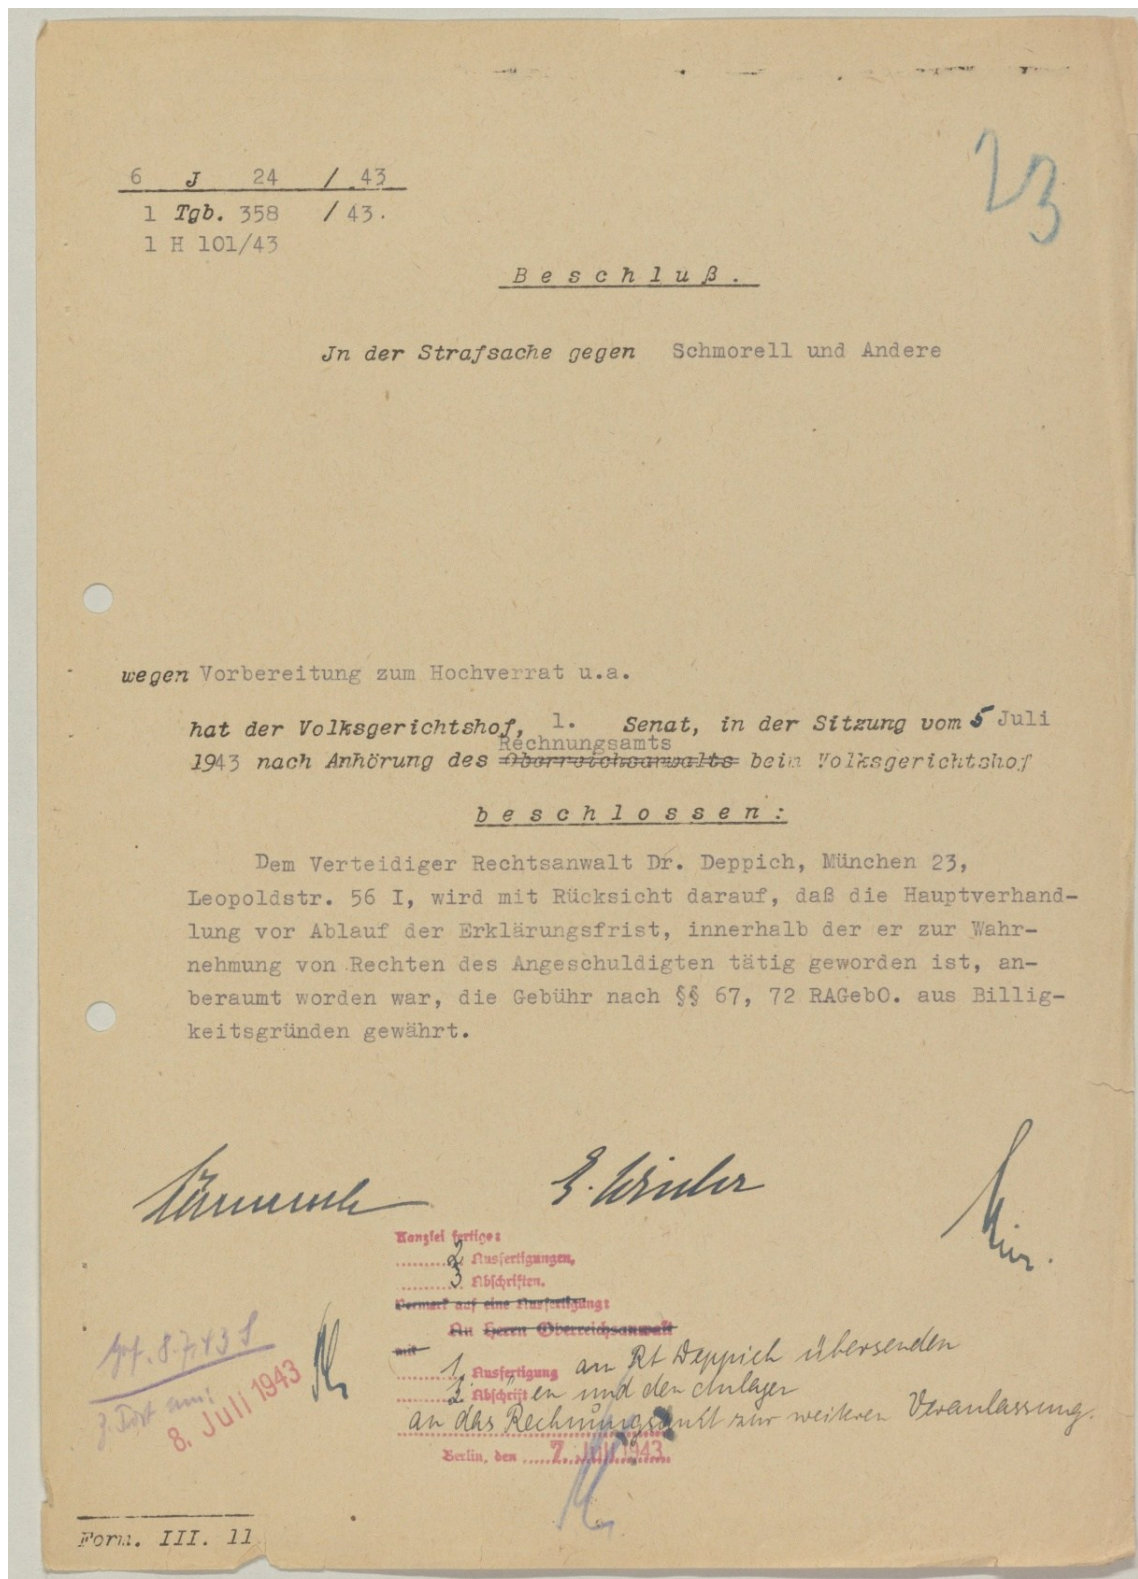 23
6 J 24 / 43
1 Tgb. 358 / 43.
1 H 101/43
Beschluß.
Jn der Strafsache gegen Schmorell und Andere
wegen Vorbereitung zum Hochverrat u.a.
hat der Volksgerichtshof, 1. Senat, in der Sitzung vom 5 Juli
Rechnungsamts
1943 nach Anhörung des Oberreichsanwalts beim Volksgerichtshof
beschlossen:
Dem Verteidiger Rechtsanwalt Dr. Deppich, München 23,
Leopoldstr. 56 I, wird mit Rücksicht darauf, daß die Hauptverhand-
lung vor Ablauf der Erklärungsfrist, innerhalb der er zur Wahr-
nehmung von Rechten des Angeschuldigten tätig geworden ist, an-
beraumt worden war, die Gebühr nach §§ 67, 72 RAGebO. aus Billig-
keitsgründen gewährt.
Kanzlei fertige:
2 Ausfertigungen,
3 Abschriften.
Vermerk auf eine Ausfertigung:
An Herrn Oberreichsanwalt
mit
1 Ausfertigung an Rt Deppich übersenden
2 Abschriften und den Anlagen
an das Rechnungsamt zur weiteren Veranlassung.
Berlin, den 7. Juli 1943
8.7.43
8. Juli 1943
Form. III. 11